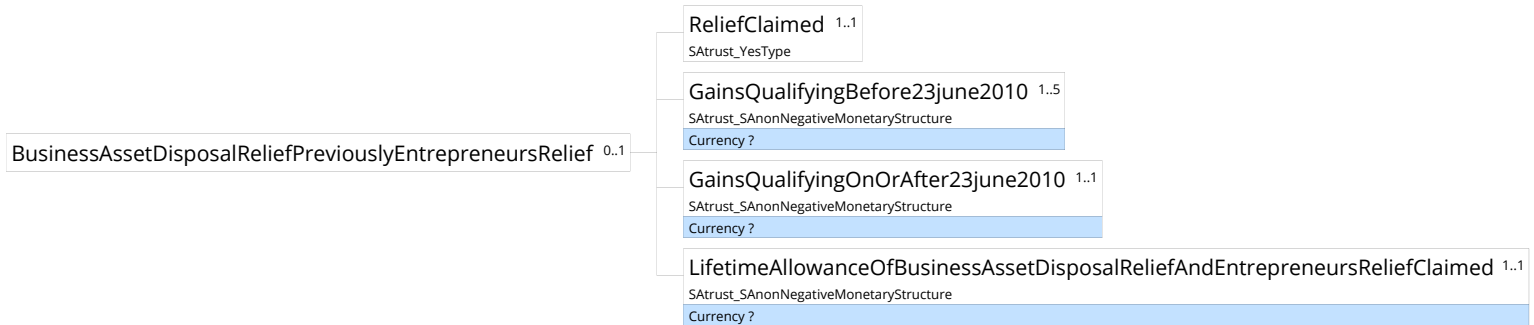 ReliefClaimed 1..1
SAtrust_YesType
GainsQualifyingBefore23june2010 1..5
SAtrust_SAnonNegativeMonetaryStructure
Currency ?
BusinessAssetDisposalReliefPreviouslyEntrepreneursRelief 0..1
GainsQualifyingOnOrAfter23june2010 1..1
SAtrust_SAnonNegativeMonetaryStructure
Currency ?
LifetimeAllowanceOfBusinessAssetDisposalReliefAndEntrepreneursReliefClaimed 1..1
SAtrust_SAnonNegativeMonetaryStructure
Currency ?